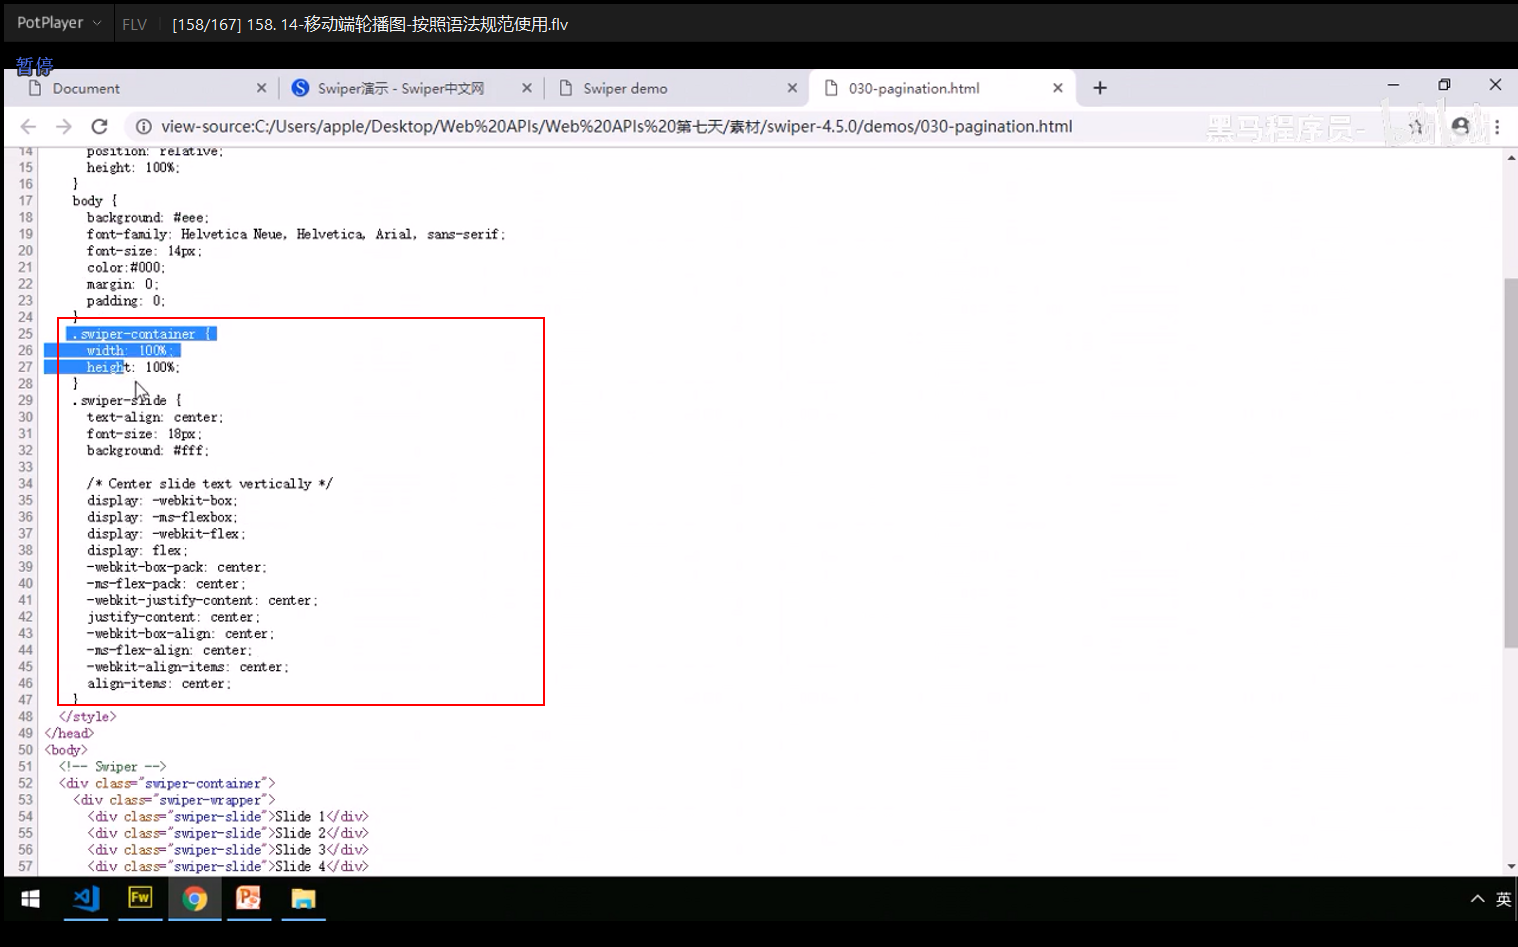 PotPlayer FLV [158/167] 158. 14-移动端轮播图-按照语法规范使用.flv
暂停
Document Swiper演示 - Swiper中文网 Swiper demo 030-pagination.html
view-source:C:/Users/apple/Desktop/Web%20APIs/Web%20APIs%20第七天/素材/swiper-4.5.0/demos/030-pagination.html
黑马程序员-
14 position: relative;
15 height: 100%;
16 }
17 body {
18 background: #eee;
19 font-family: Helvetica Neue, Helvetica, Arial, sans-serif;
20 font-size: 14px;
21 color:#000;
22 margin: 0;
23 padding: 0;
24 }
25 .swiper-container {
26 width: 100%;
27 height: 100%;
28 }
29 .swiper-slide {
30 text-align: center;
31 font-size: 18px;
32 background: #fff;
33
34 /* Center slide text vertically */
35 display: -webkit-box;
36 display: -ms-flexbox;
37 display: -webkit-flex;
38 display: flex;
39 -webkit-box-pack: center;
40 -ms-flex-pack: center;
41 -webkit-justify-content: center;
42 justify-content: center;
43 -webkit-box-align: center;
44 -ms-flex-align: center;
45 -webkit-align-items: center;
46 align-items: center;
47 }
48 </style>
49 </head>
50 <body>
51 <!-- Swiper -->
52 <div class="swiper-container">
53 <div class="swiper-wrapper">
54 <div class="swiper-slide">Slide 1</div>
55 <div class="swiper-slide">Slide 2</div>
56 <div class="swiper-slide">Slide 3</div>
57 <div class="swiper-slide">Slide 4</div>
Fw
英